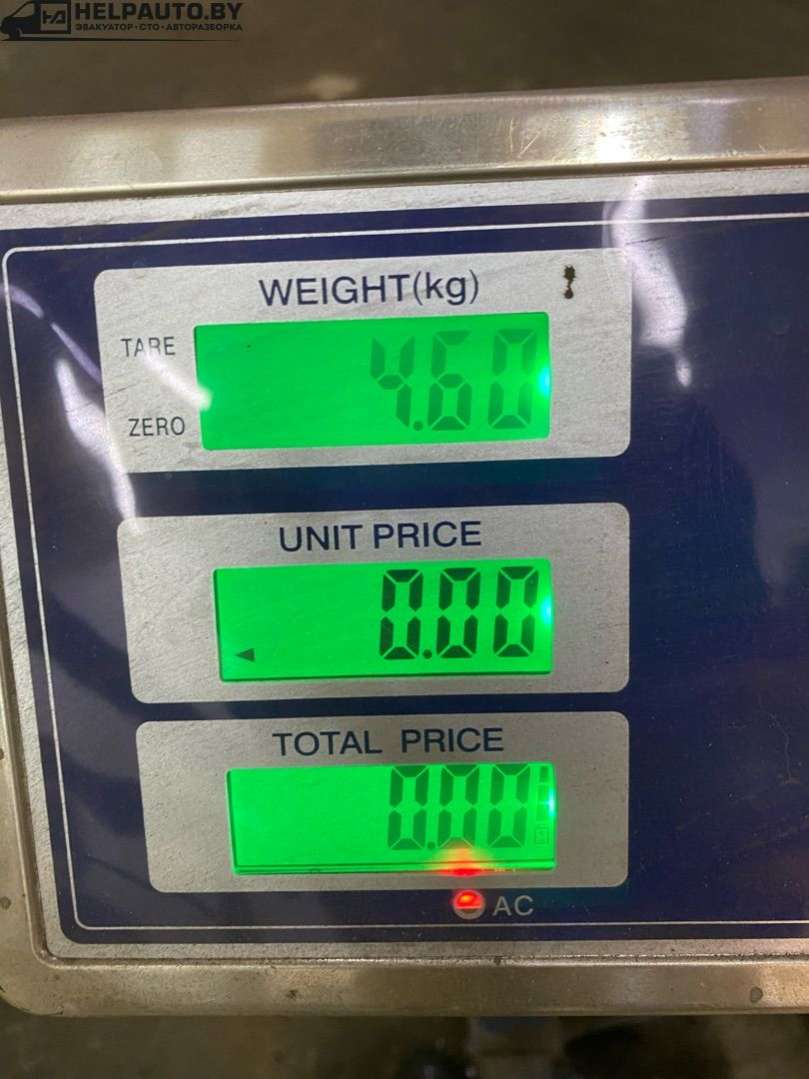 HELPAUTO.BY
ЭВАКУАТОР • СТО • АВТОРАЗБОРКА
WEIGHT(kg)
TARE
4.60
ZERO
UNIT PRICE
0.00
TOTAL PRICE
0.00
AC